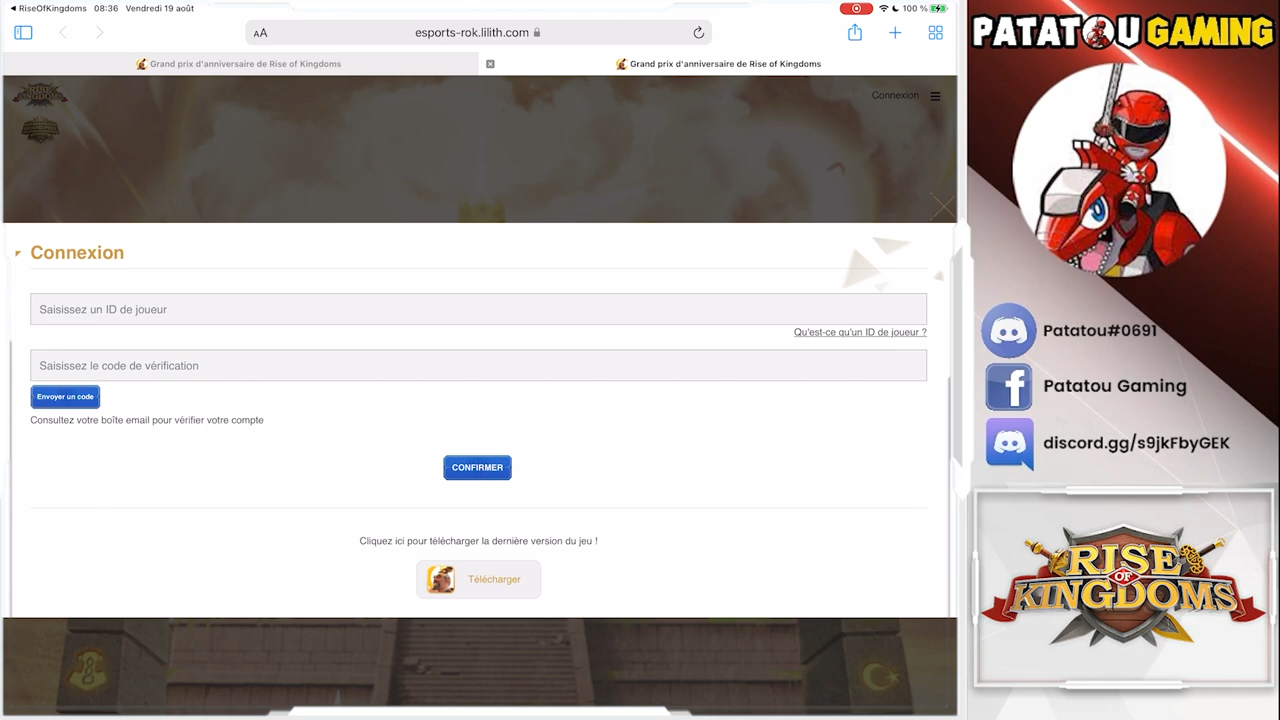 RiseOfKingdoms 08:36 Vendredi 19 août 100 %
AA esports-rok.lilith.com
Grand prix d'anniversaire de Rise of Kingdoms
Grand prix d'anniversaire de Rise of Kingdoms
Connexion
Connexion
Saisissez un ID de joueur
Qu'est-ce qu'un ID de joueur ?
Saisissez le code de vérification
Envoyer un code
Consultez votre boîte email pour vérifier votre compte
CONFIRMER
Cliquez ici pour télécharger la dernière version du jeu !
Télécharger
PATATOU GAMING
Patatou#0691
Patatou Gaming
discord.gg/s9jkFbyGEK
RISE
OF
KINGDOMS